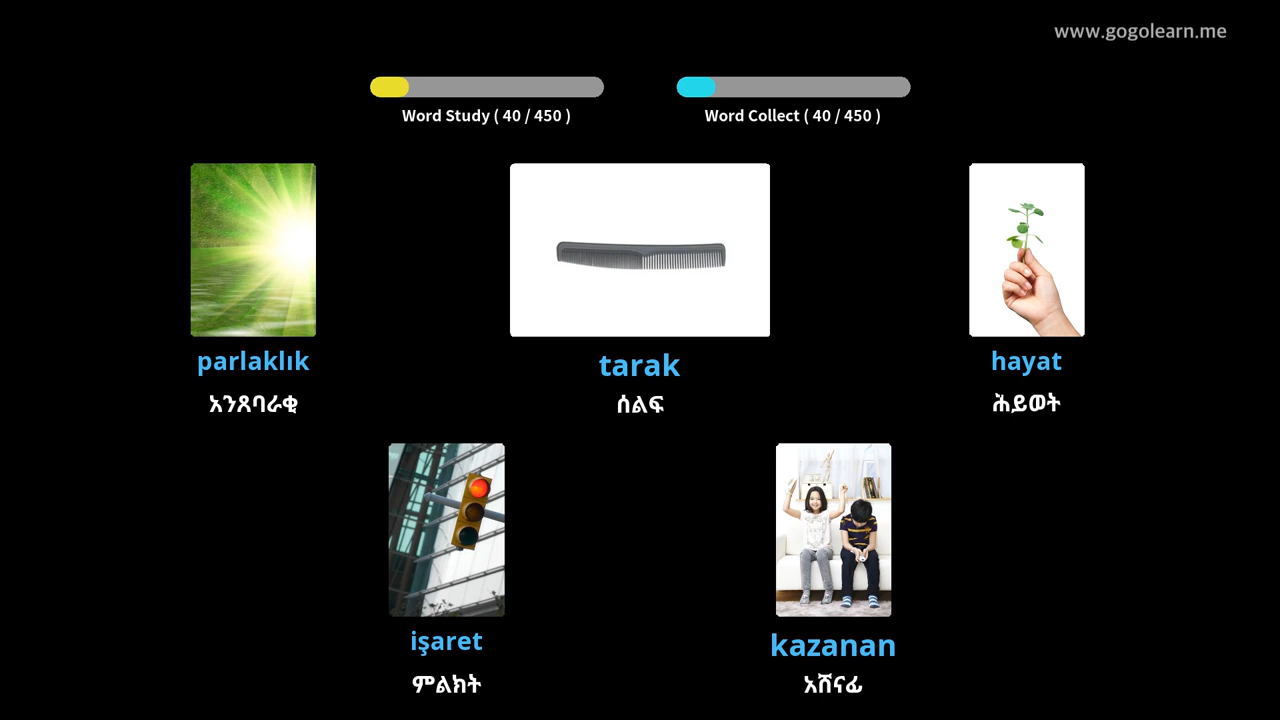 www.gogolearn.me
Word Study ( 40 / 450 )
Word Collect ( 40 / 450 )
parlaklık
አንጸባራቂ
tarak
ሰልፍ
hayat
ሕይወት
işaret
ምልክት
kazanan
አሸናፊ